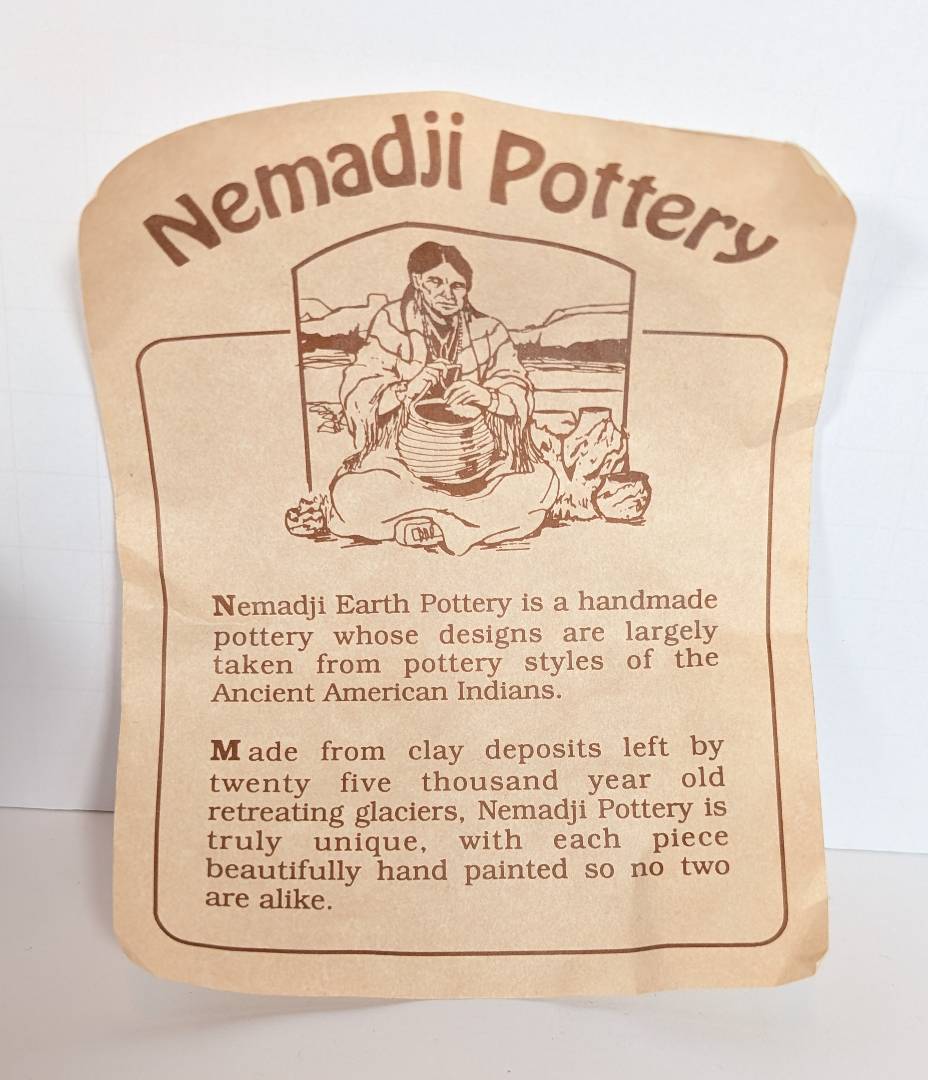 Nemadji Pottery
Nemadji Earth Pottery is a handmade
pottery whose designs are largely
taken from pottery styles of the
Ancient American Indians.
Made from clay deposits left by
twenty five thousand year old
retreating glaciers, Nemadji Pottery is
truly unique, with each piece
beautifully hand painted so no two
are alike.